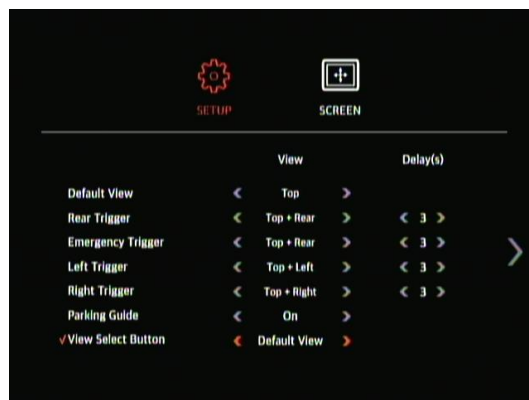 SETUP SCREEN
View Delay(s)
Default View Top
Rear Trigger Top + Rear 3
Emergency Trigger Top + Rear 3
Left Trigger Top + Left 3
Right Trigger Top + Right 3
Parking Guide On
✓View Select Button Default View